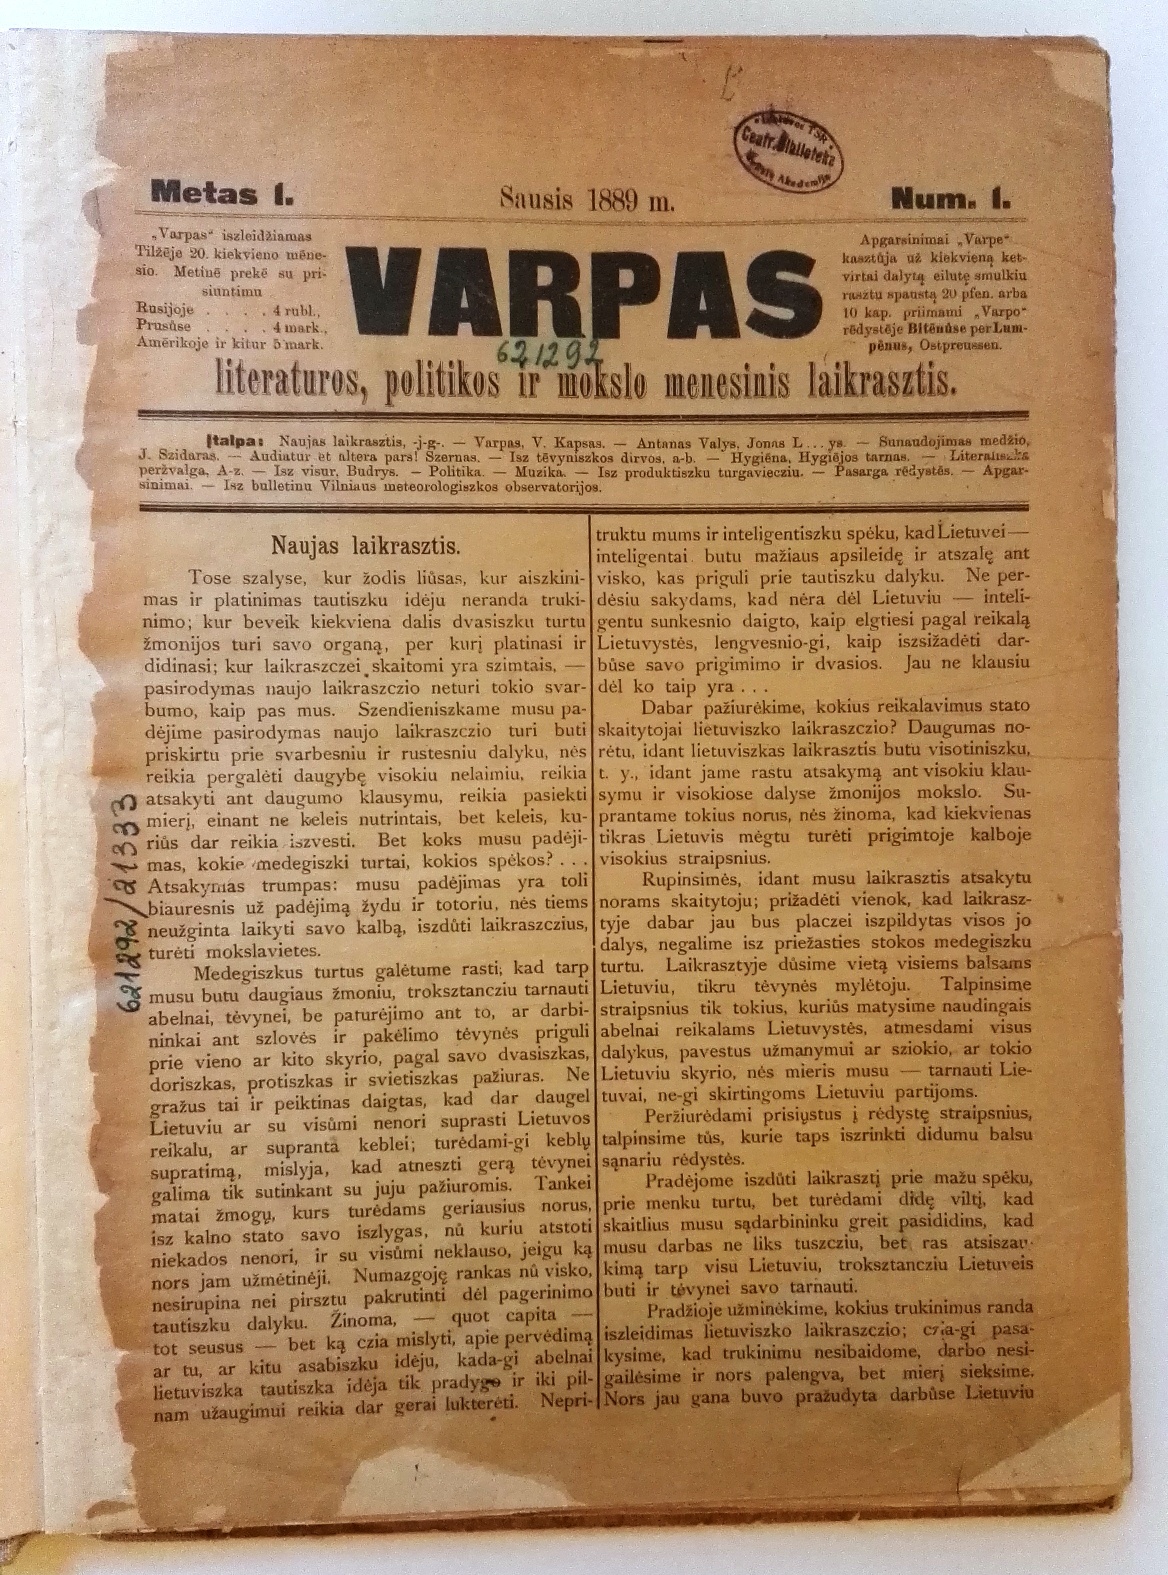 Lietuvos TSR
Centr. Biblioteka
Mokslų Akademija
Metas I.
Sausis 1889 m.
Num. 1.
„Varpas“ iszleidžiamas
Tilžėje 20. kiekvieno mėne-
sio. Metinė prekė su pri-
siuntimu
Rusijoje . . . . 4 rubl.,
Prusůse . . . . 4 mark.,
Amėrikoje ir kitur 5 mark.
VARPAS
Apgarsinimai „Varpe“
kasztůja už kiekvieną ket-
virtai dalytą eilutę smulkiu
rasztu spaustą 20 pfen. arba
10 kap. priimami „Varpo“
rėdystėje Bitėnůse per Lum-
pėnus, Ostpreussen.
621292
literaturos, politikos ir mokslo menesinis laikrasztis.
Įtalpa: Naujas laikrasztis, -j-g-. — Varpas, V. Kapsas. — Antanas Valys, Jonas L...ys. — Sunaudojimas medžio,
J. Szidaras. — Audiatur et altera pars! Szernas. — Isz tėvyniszkos dirvos, a-b. — Hygiėna, Hygiėjos tarnas. — Literaliszka
peržvalga, A-z. — Isz visur, Budrys. — Politika. — Muzika. — Isz produktiszku turgavieczių. — Pasarga rėdystės. — Apgar-
sinimai. — Isz bulletinu Vilniaus meteorologiszkos observatorijos.
621292/21333
Naujas laikrasztis.
Tose szalyse, kur žodis liůsas, kur aiszkini-
mas ir platinimas tautiszku idėju neranda truki-
nimo; kur beveik kiekviena dalis dvasiszku turtu
žmonijos turi savo organą, per kurį platinasi ir
didinasi; kur laikraszczei skaitomi yra szimtais, —
pasirodymas naujo laikraszczio neturi tokio svar-
bumo, kaip pas mus. Szendieniszkame musu pa-
dėjime pasirodymas naujo laikraszczio turi buti
priskirtu prie svarbesniu ir rustesniu dalyku, nės
reikia pergalėti daugybę visokiu nelaimiu, reikia
atsakyti ant daugumo klausymu, reikia pasiekti
mierį, einant ne keleis nutrintais, bet keleis, ku-
riůs dar reikia iszvesti. Bet koks musu padėji-
mas, kokie medegiszki turtai, kokios spėkos? . . .
Atsakymas trumpas: musu padėjimas yra toli
biauresnis už padėjimą žydu ir totoriu, nės tiems
neužginta laikyti savo kalbą, iszdůti laikraszczius,
turėti mokslavietes.
Medegiszkus turtus galėtume rasti, kad tarp
musu butu daugiaus žmoniu, troksztancziu tarnauti
abelnai, tėvynei, be paturėjimo ant to, ar darbi-
ninkai ant szlovės ir pakėlimo tėvynės priguli
prie vieno ar kito skyrio, pagal savo dvasiszkas,
doriszkas, protiszkas ir svietiszkas pažiuras. Ne
gražus tai ir peiktinas daigtas, kad dar daugel
Lietuviu ar su visůmi nenori suprasti Lietuvos
reikalu, ar supranta keblei; turėdami-gi keblų
supratimą, mislyja, kad atneszti gerą tėvynei
galima tik sutinkant su juju pažiuromis. Tankei
matai žmogų, kurs turėdams geriausius norus,
isz kalno stato savo iszlygas, nů kuriu atstoti
niekados nenori, ir su visůmi neklauso, jeigu ką
nors jam užmėtinėji. Numazgoję rankas nů visko,
nesirupina nei pirsztu pakrutinti dėl pagerinimo
tautiszku dalyku. Žinoma, — quot capita —
tot seusus — bet ką czia mislyti, apie pervėdimą
ar tu, ar kitu asabiszku idėju, kada-gi abelnai
lietuviszka tautiszka idėja tik pradygo ir iki pil-
nam užaugimui reikia dar gerai lukterėti. Nepri-
truktu mums ir inteligentiszku spėku, kad Lietuvei—
inteligentai butu mažiaus apsileidę ir atszalę ant
visko, kas priguli prie tautiszku dalyku. Ne per-
dėsiu sakydams, kad nėra dėl Lietuviu — inteli-
gentu sunkesnio daigto, kaip elgtiesi pagal reikalą
Lietuvystės, lengvesnio-gi, kaip iszsižadėti dar-
būse savo prigimimo ir dvasios. Jau ne klausiu
dėl ko taip yra . . .
Dabar pažiurėkime, kokius reikalavimus stato
skaitytojai lietuviszko laikraszczio? Daugumas no-
rėtu, idant lietuviszkas laikrasztis butu visotiniszku,
t. y., idant jame rastu atsakymą ant visokiu klau-
symu ir visokiose dalyse žmonijos mokslo. Su-
prantame tokius norus, nės žinoma, kad kiekvienas
tikras Lietuvis mėgtu turėti prigimtoje kalboje
visokius straipsnius.
Rupinsimės, idant musu laikrasztis atsakytu
norams skaitytoju; prižadėti vienok, kad laikrasz-
tyje dabar jau bus placzei iszpildytas visos jo
dalys, negalime isz priežasties stokos medegiszku
turtu. Laikrasztyje důsime vietą visiems balsams
Lietuviu, tikru tėvynės mylėtoju. Talpinsime
straipsnius tik tokius, kuriůs matysime naudingais
abelnai reikalams Lietuvystės, atmesdami visus
dalykus, pavestus užmanymui ar sziokio, ar tokio
Lietuviu skyrio, nės mieris musu — tarnauti Lie-
tuvai, ne-gi skirtingoms Lietuviu partijoms.
Peržiurėdami prisiųstus į rėdystę straipsnius,
talpinsime tůs, kurie taps iszrinkti didumu balsu
sąnariu rėdystės.
Pradėjome iszdůti laikrasztį prie mažu spėku,
prie menku turtu, bet turėdami didę viltį, kad
skaitlius musu sądarbininku greit pasididins, kad
musu darbas ne liks tuszcziu, bet ras atsiszau-
kimą tarp visu Lietuviu, troksztancziu Lietuveis
buti ir tėvynei savo tarnauti.
Pradžioje užminėkime, kokius trukinimus randa
iszleidimas lietuviszko laikraszczio; czia-gi pasa-
kysime, kad trukinimu nesibaidome, darbo nesi-
gailėsime ir nors palengva, bet mierį sieksime.
Nors jau gana buvo pražudyta darbůse Lietuviu